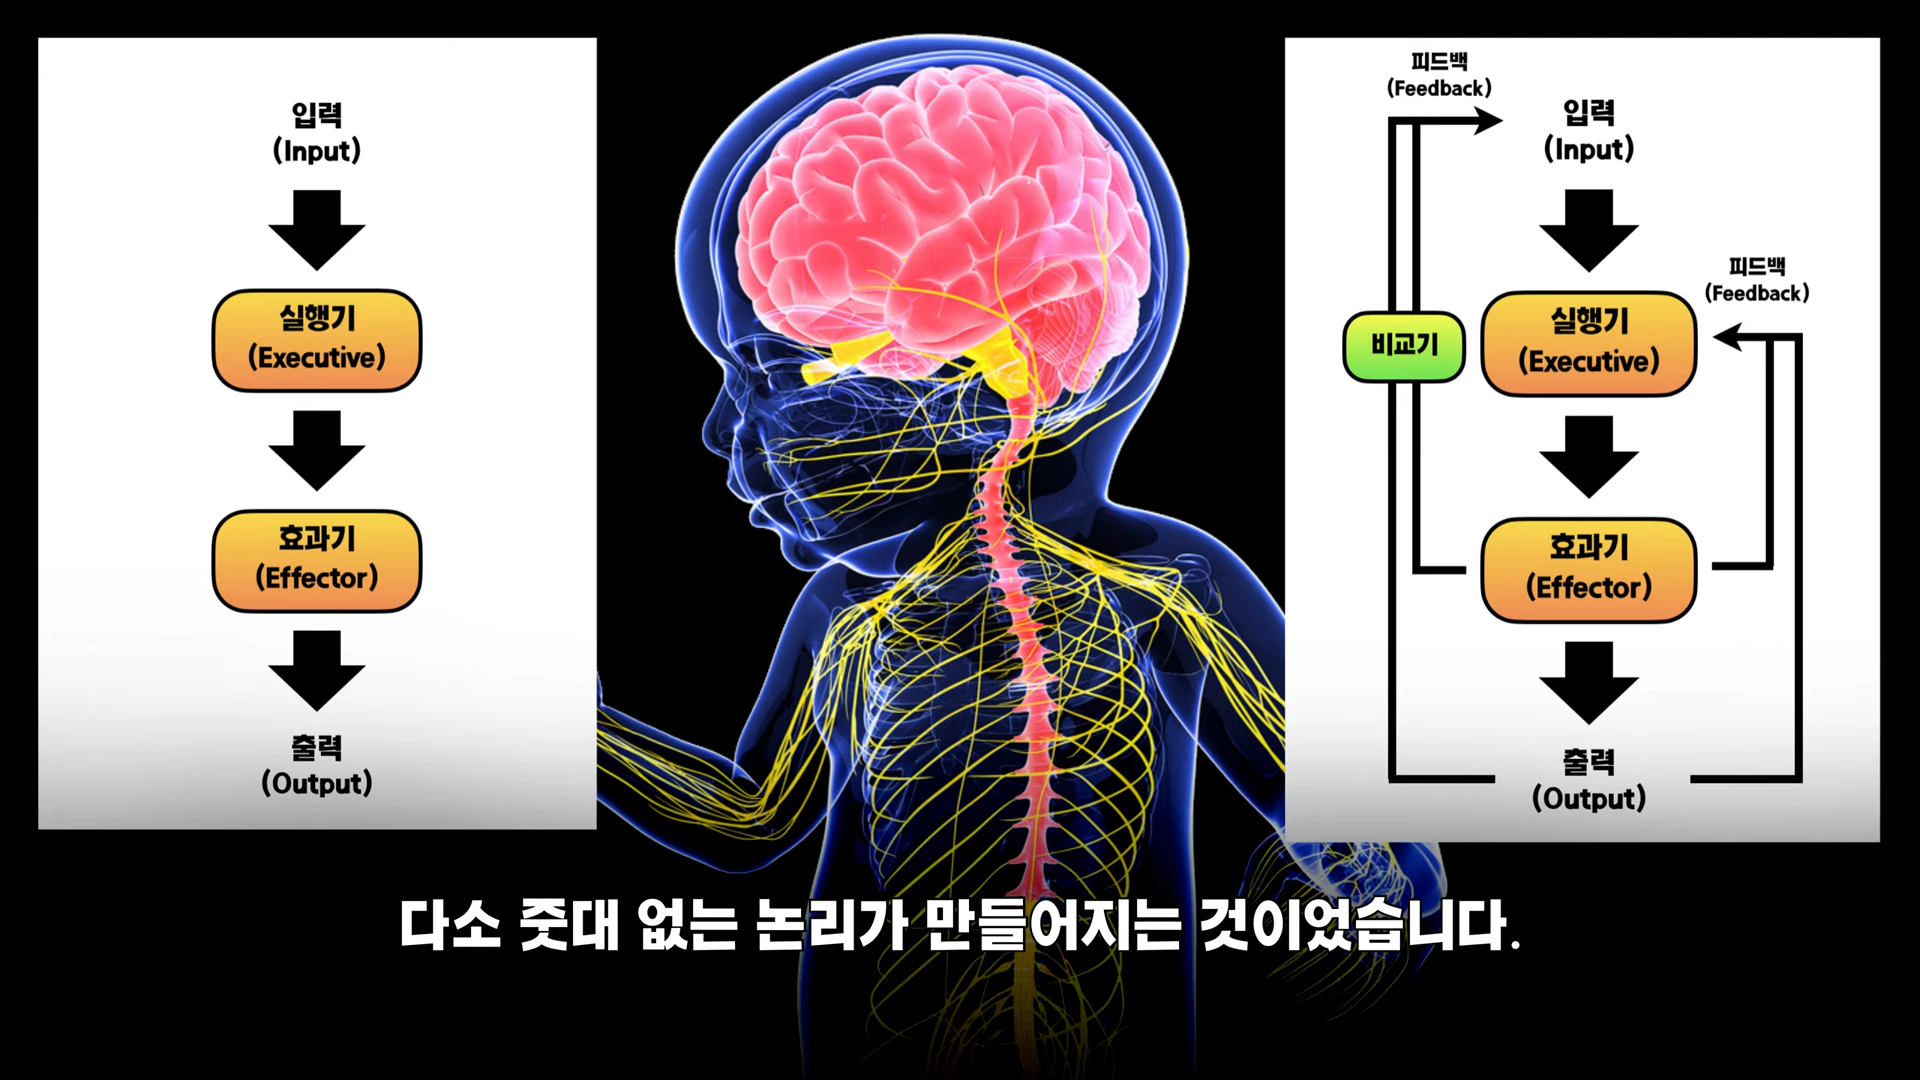 입력
(Input)
실행기
(Executive)
효과기
(Effector)
출력
(Output)
피드백
(Feedback)
입력
(Input)
피드백
(Feedback)
비교기
실행기
(Executive)
효과기
(Effector)
출력
(Output)
다소 줏대 없는 논리가 만들어지는 것이었습니다.